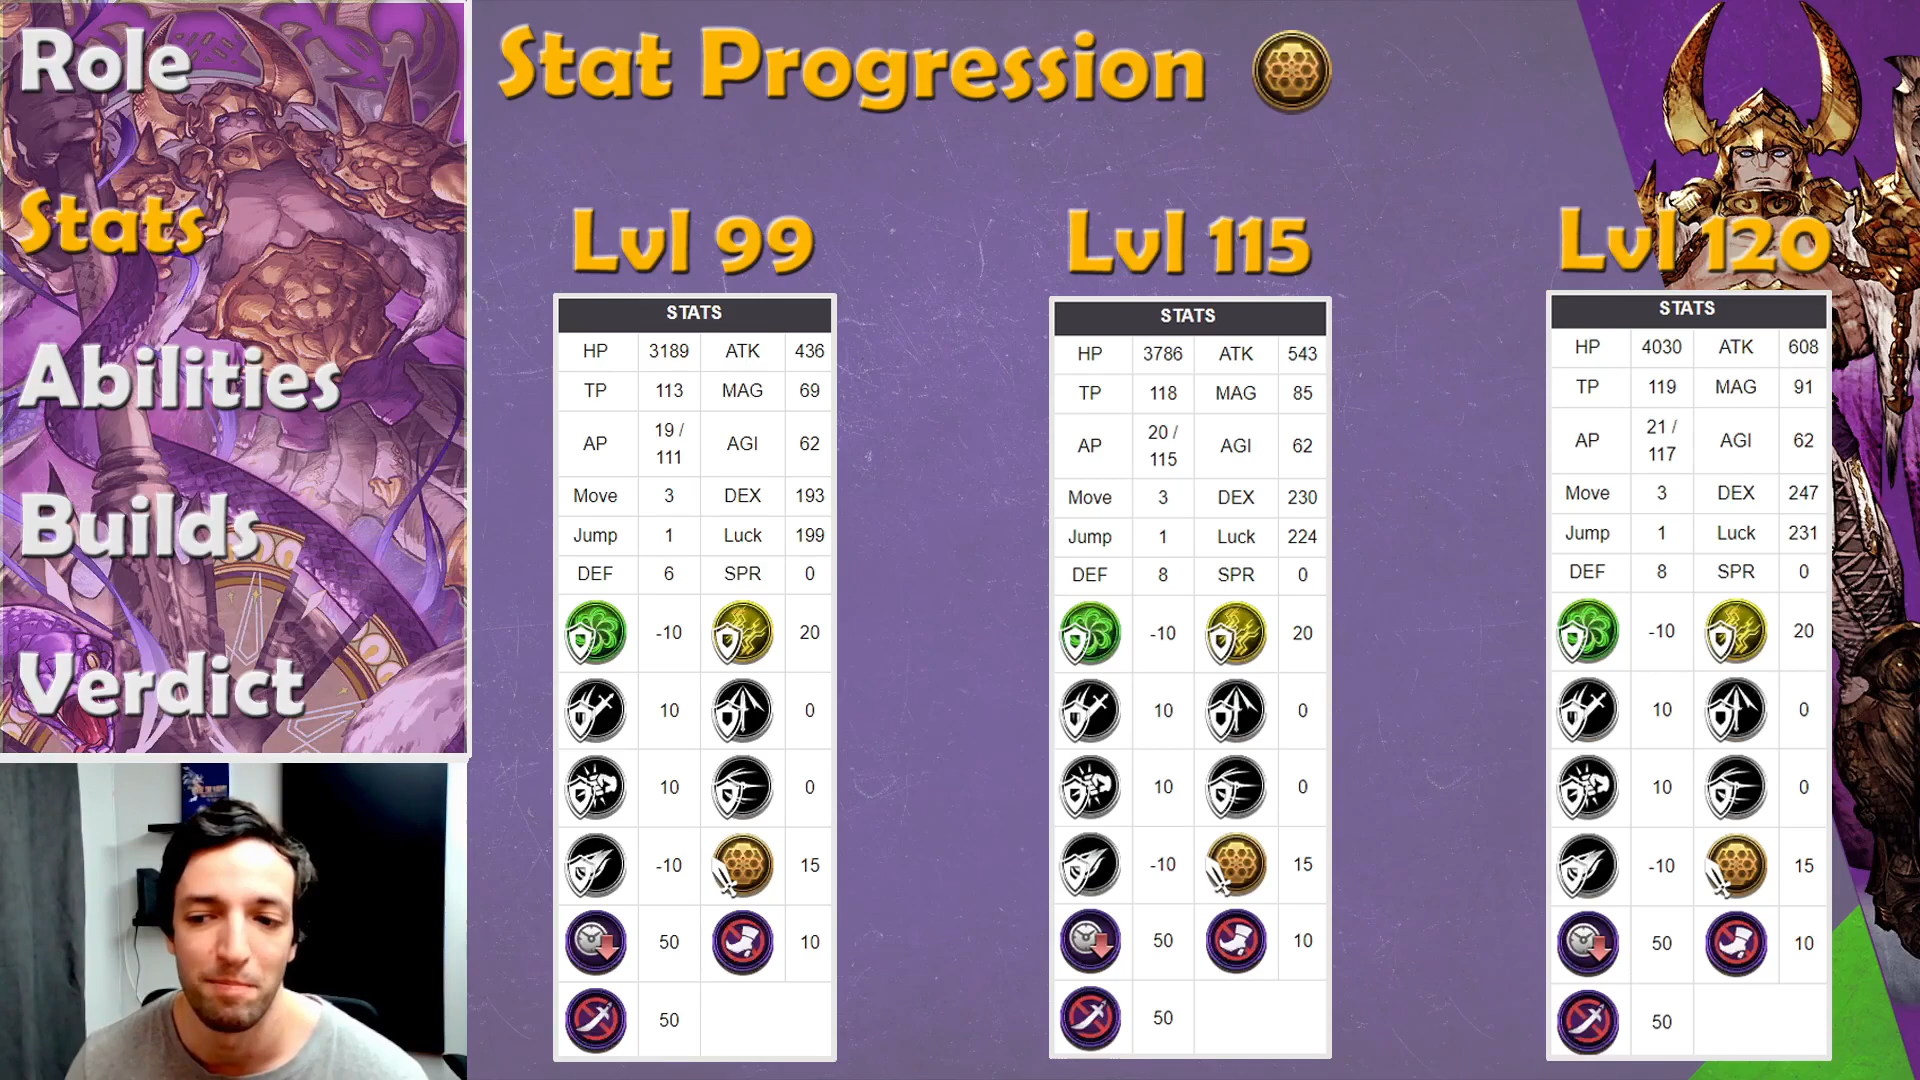 Role
Stats
Abilities
Builds
Verdict
Stat Progression
Lvl 99
STATS
HP 3189 ATK 436
TP 113 MAG 69
AP 19 / 111 AGI 62
Move 3 DEX 193
Jump 1 Luck 199
DEF 6 SPR 0
-10 20
10 0
10 0
-10 15
50 10
50
Lvl 115
STATS
HP 3786 ATK 543
TP 118 MAG 85
AP 20 / 115 AGI 62
Move 3 DEX 230
Jump 1 Luck 224
DEF 8 SPR 0
-10 20
10 0
10 0
-10 15
50 10
50
Lvl 120
STATS
HP 4030 ATK 608
TP 119 MAG 91
AP 21 / 117 AGI 62
Move 3 DEX 247
Jump 1 Luck 231
DEF 8 SPR 0
-10 20
10 0
10 0
-10 15
50 10
50